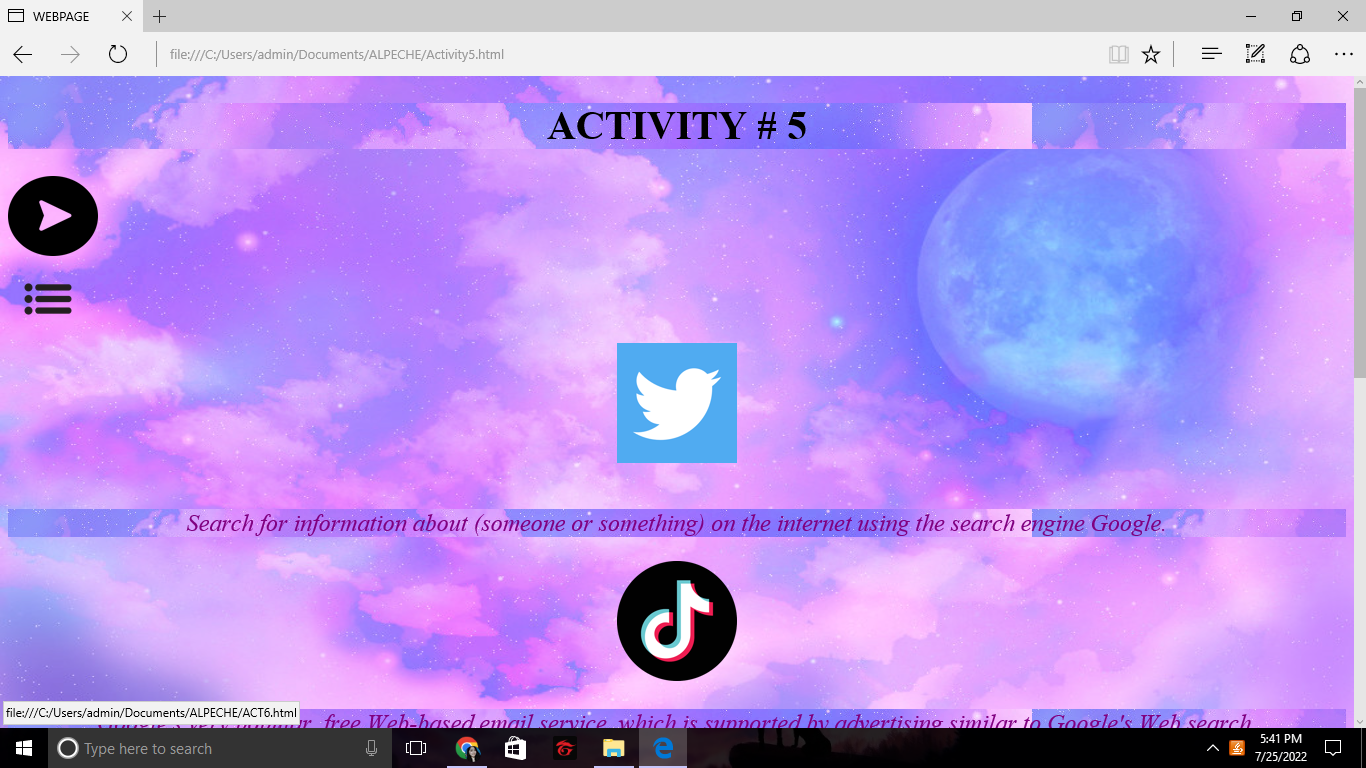 WEBPAGE
file:///C:/Users/admin/Documents/ALPECHE/Activity5.html
ACTIVITY # 5
Search for information about (someone or something) on the internet using the search engine Google.
free Web-based email service, which is supported by advertising similar to Google's Web search
file:///C:/Users/admin/Documents/ALPECHE/ACT6.html
Type here to search
5:41 PM
7/25/2022